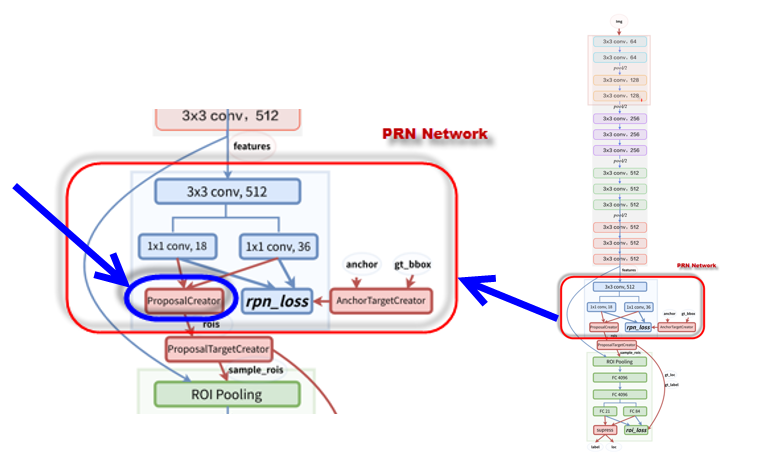 3x3 conv, 512
PRN Network
features
3x3 conv, 512
1x1 conv, 18
1x1 conv, 36
anchor
gt_bbox
ProposalCreator
rpn_loss
AnchorTargetCreator
rois
ProposalTargetCreator
sample_rois
ROI Pooling
img
3x3 conv, 64
3x3 conv, 64
pool/2
3x3 conv, 128
3x3 conv, 128
pool/2
3x3 conv, 256
3x3 conv, 256
3x3 conv, 256
pool/2
3x3 conv, 512
3x3 conv, 512
3x3 conv, 512
pool/2
3x3 conv, 512
3x3 conv, 512
3x3 conv, 512
PRN Network
features
3x3 conv, 512
1x1 conv, 18
1x1 conv, 36
anchor
gt_bbox
ProposalCreator
rpn_loss
AnchorTargetCreator
rois
ProposalTargetCreator
sample_rois
ROI Pooling
gt_loc
FC 4096
gt_label
FC 4096
FC 21
FC 84
supress
roi_loss
label
loc